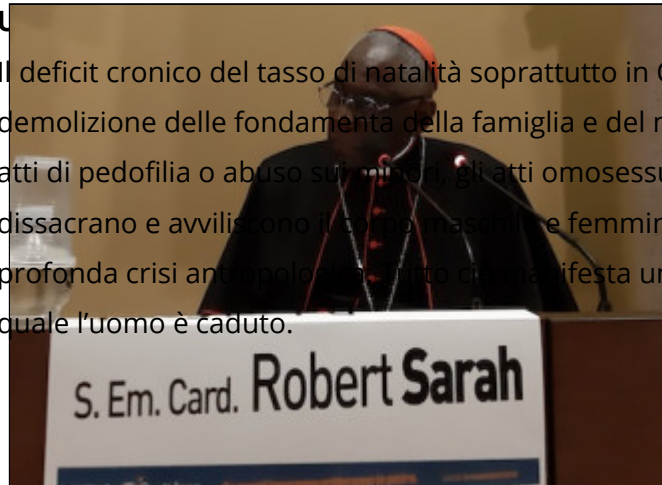 Il deficit cronico del tasso di natalità soprattutto in
demolizione delle fondamenta della famiglia e del
atti di pedofilia o abuso sui minori, gli atti omosessu
dissacrano e avviliscono il corpo maschile e femmin
profonda crisi antropologica. Tutto ciò manifesta un
quale l'uomo è caduto.
S. Em. Card. Robert Sarah